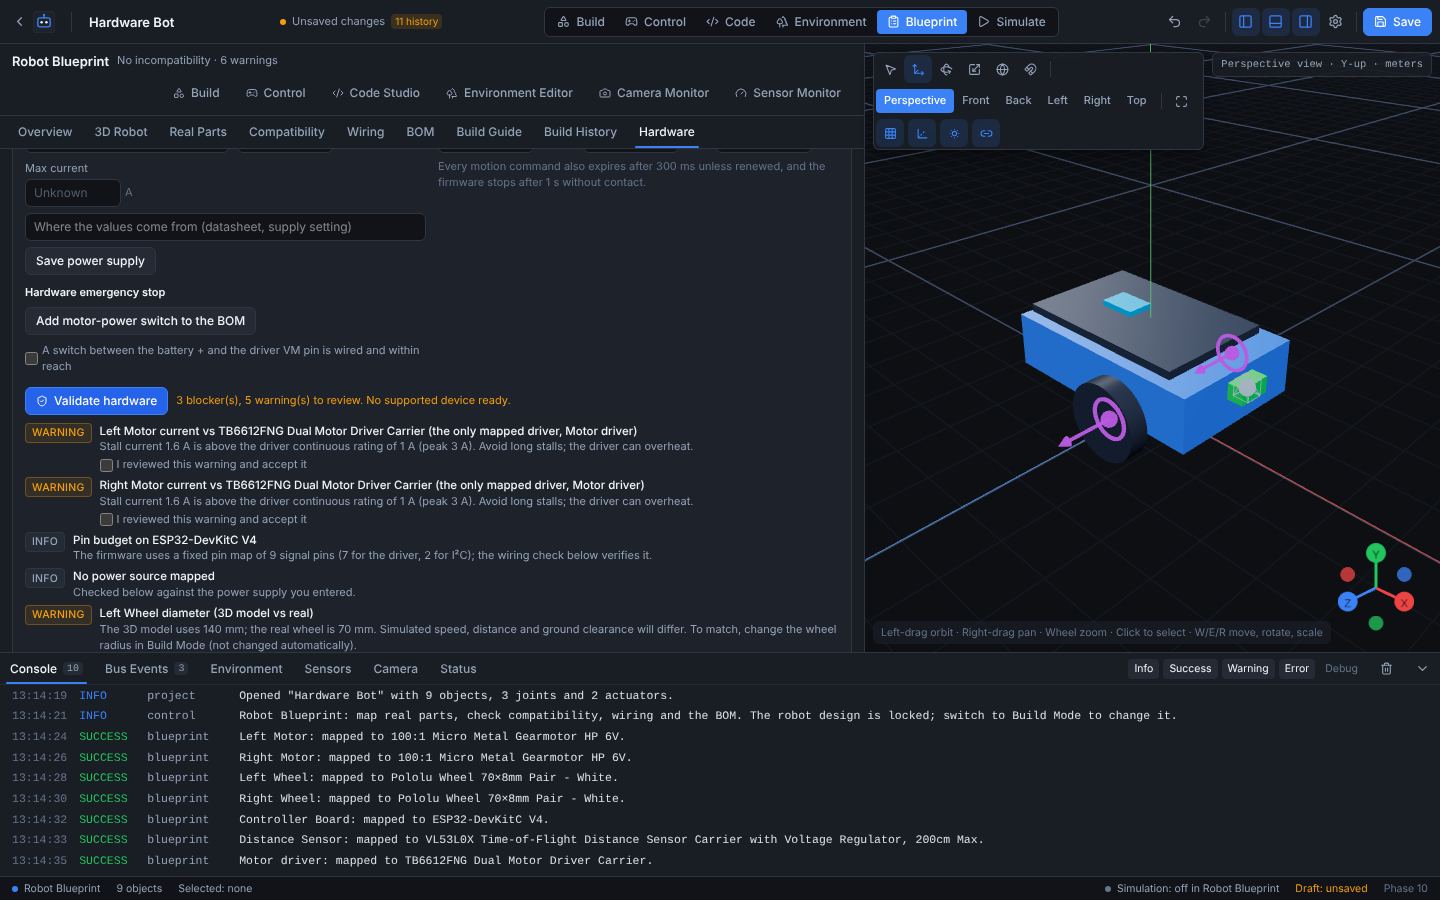 Hardware Bot
Unsaved changes 11 history
Build Control Code Environment Blueprint Simulate
Save
Robot Blueprint No incompatibility · 6 warnings
Build Control Code Studio Environment Editor Camera Monitor Sensor Monitor
Overview 3D Robot Real Parts Compatibility Wiring BOM Build Guide Build History Hardware
Max current
Unknown A
Every motion command also expires after 300 ms unless renewed, and the
firmware stops after 1 s without contact.
Where the values come from (datasheet, supply setting)
Save power supply
Hardware emergency stop
Add motor-power switch to the BOM
A switch between the battery + and the driver VM pin is wired and within
reach
Validate hardware 3 blocker(s), 5 warning(s) to review. No supported device ready.
WARNING Left Motor current vs TB6612FNG Dual Motor Driver Carrier (the only mapped driver, Motor driver)
Stall current 1.6 A is above the driver continuous rating of 1 A (peak 3 A). Avoid long stalls; the driver can overheat.
I reviewed this warning and accept it
WARNING Right Motor current vs TB6612FNG Dual Motor Driver Carrier (the only mapped driver, Motor driver)
Stall current 1.6 A is above the driver continuous rating of 1 A (peak 3 A). Avoid long stalls; the driver can overheat.
I reviewed this warning and accept it
INFO Pin budget on ESP32-DevKitC V4
The firmware uses a fixed pin map of 9 signal pins (7 for the driver, 2 for I²C); the wiring check below verifies it.
INFO No power source mapped
Checked below against the power supply you entered.
WARNING Left Wheel diameter (3D model vs real)
The 3D model uses 140 mm; the real wheel is 70 mm. Simulated speed, distance and ground clearance will differ. To match, change the wheel
radius in Build Mode (not changed automatically).
Perspective view · Y-up · meters
Perspective Front Back Left Right Top
Y
Z
X
Left-drag orbit · Right-drag pan · Wheel zoom · Click to select · W/E/R move, rotate, scale
Console 10 Bus Events 3 Environment Sensors Camera Status
Info Success Warning Error Debug
13:14:19 INFO project Opened "Hardware Bot" with 9 objects, 3 joints and 2 actuators.
13:14:21 INFO control Robot Blueprint: map real parts, check compatibility, wiring and the BOM. The robot design is locked; switch to Build Mode to change it.
13:14:24 SUCCESS blueprint Left Motor: mapped to 100:1 Micro Metal Gearmotor HP 6V.
13:14:26 SUCCESS blueprint Right Motor: mapped to 100:1 Micro Metal Gearmotor HP 6V.
13:14:28 SUCCESS blueprint Left Wheel: mapped to Pololu Wheel 70×8mm Pair - White.
13:14:30 SUCCESS blueprint Right Wheel: mapped to Pololu Wheel 70×8mm Pair - White.
13:14:32 SUCCESS blueprint Controller Board: mapped to ESP32-DevKitC V4.
13:14:33 SUCCESS blueprint Distance Sensor: mapped to VL53L0X Time-of-Flight Distance Sensor Carrier with Voltage Regulator, 200cm Max.
13:14:35 SUCCESS blueprint Motor driver: mapped to TB6612FNG Dual Motor Driver Carrier.
Robot Blueprint 9 objects Selected: none
Simulation: off in Robot Blueprint Draft: unsaved Phase 10